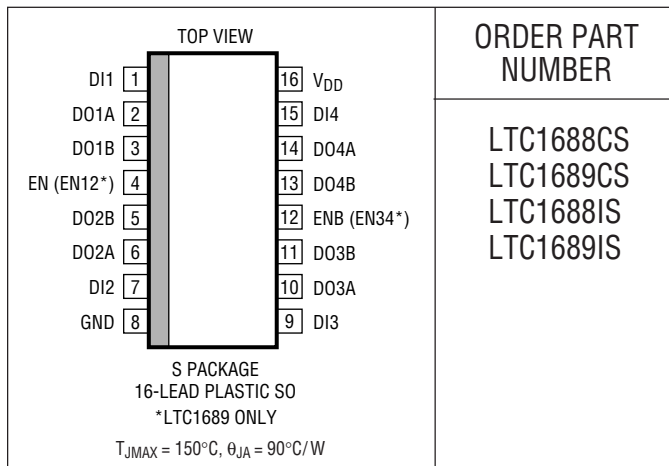 TOP VIEW
DI1 1
DO1A 2
DO1B 3
EN (EN12*) 4
DO2B 5
DO2A 6
DI2 7
GND 8
16 VDD
15 DI4
14 DO4A
13 DO4B
12 ENB (EN34*)
11 DO3B
10 DO3A
9 DI3
S PACKAGE
16-LEAD PLASTIC SO
*LTC1689 ONLY
TJMAX = 150°C, θJA = 90°C/W
ORDER PART
NUMBER
LTC1688CS
LTC1689CS
LTC1688IS
LTC1689IS